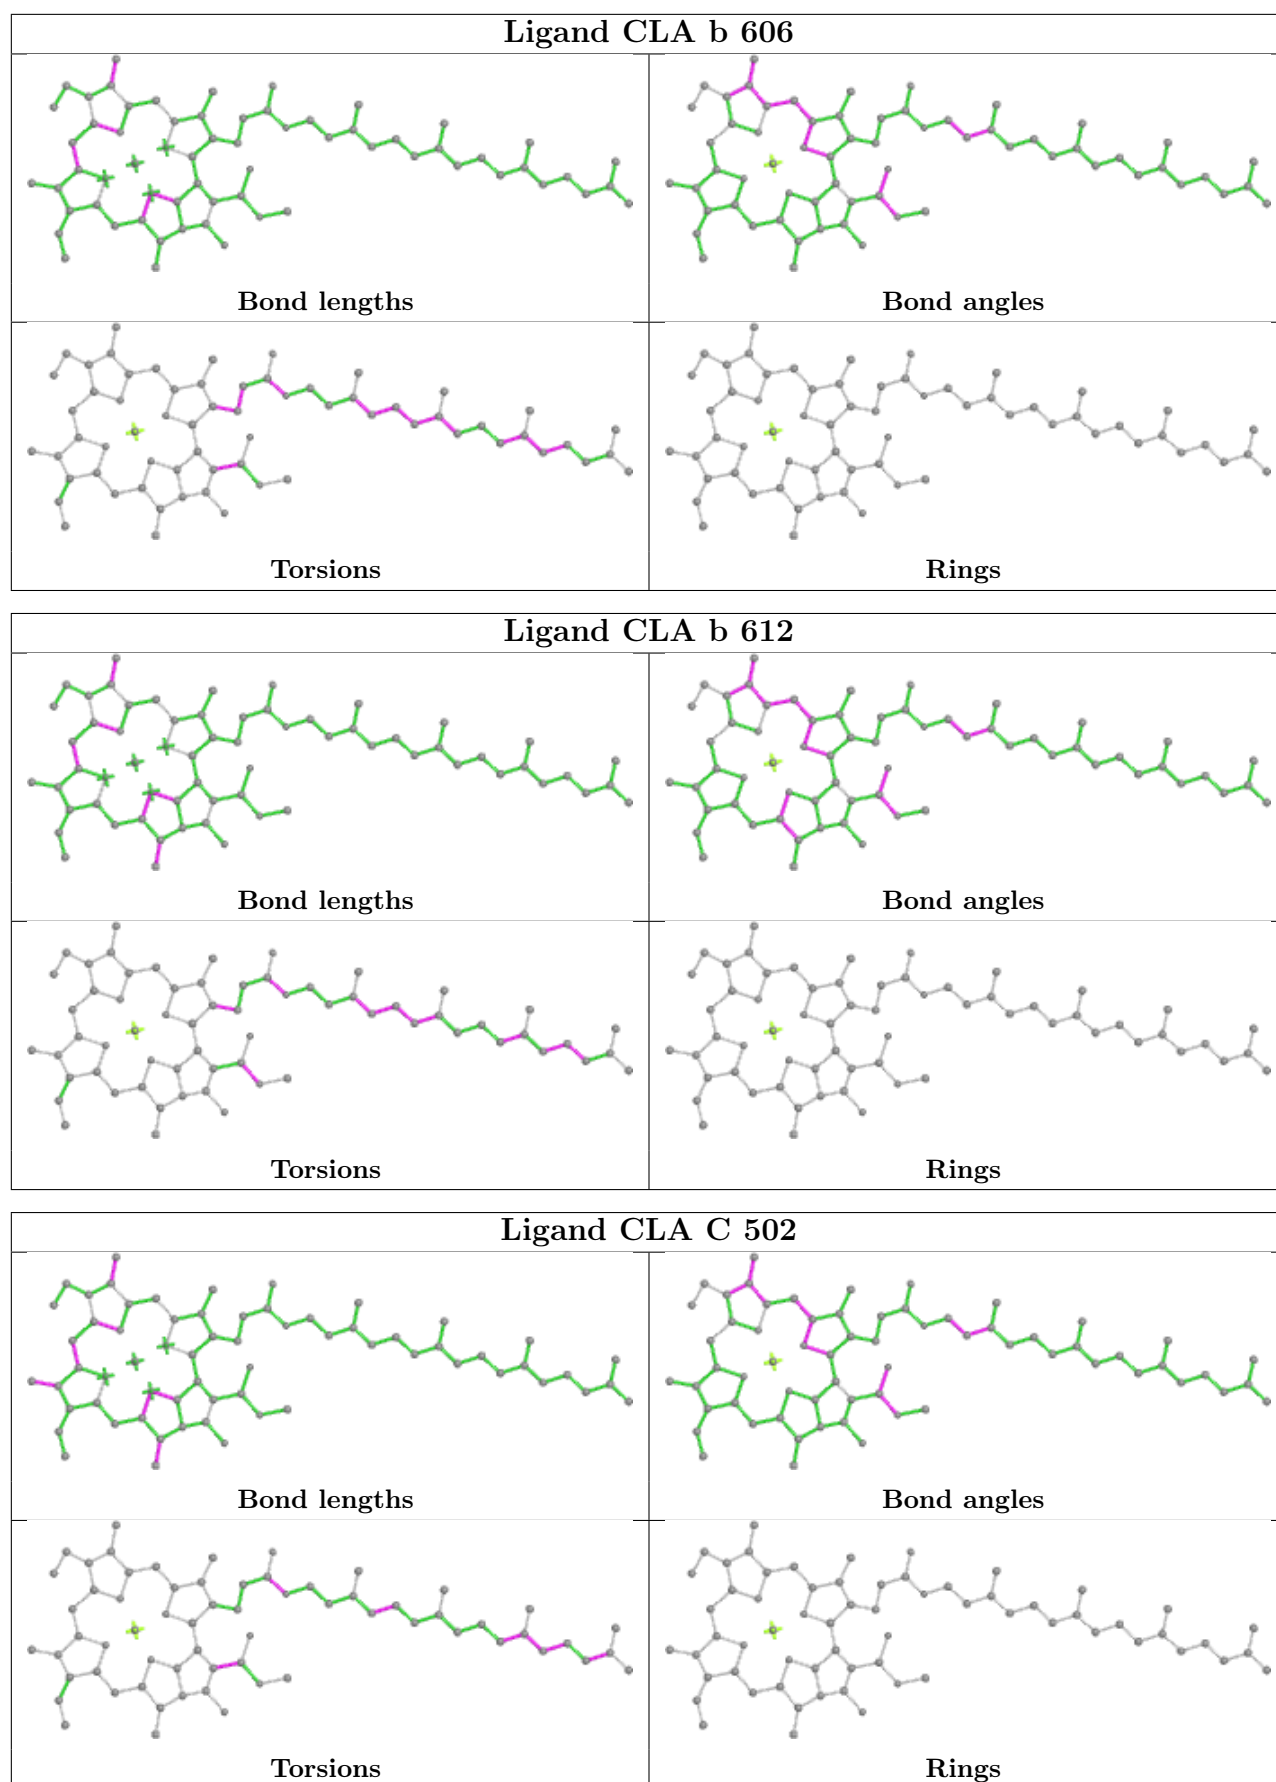 Ligand CLA b 606
Bond lengths
Bond angles
Torsions
Rings
Ligand CLA b 612
Bond lengths
Bond angles
Torsions
Rings
Ligand CLA C 502
Bond lengths
Bond angles
Torsions
Rings